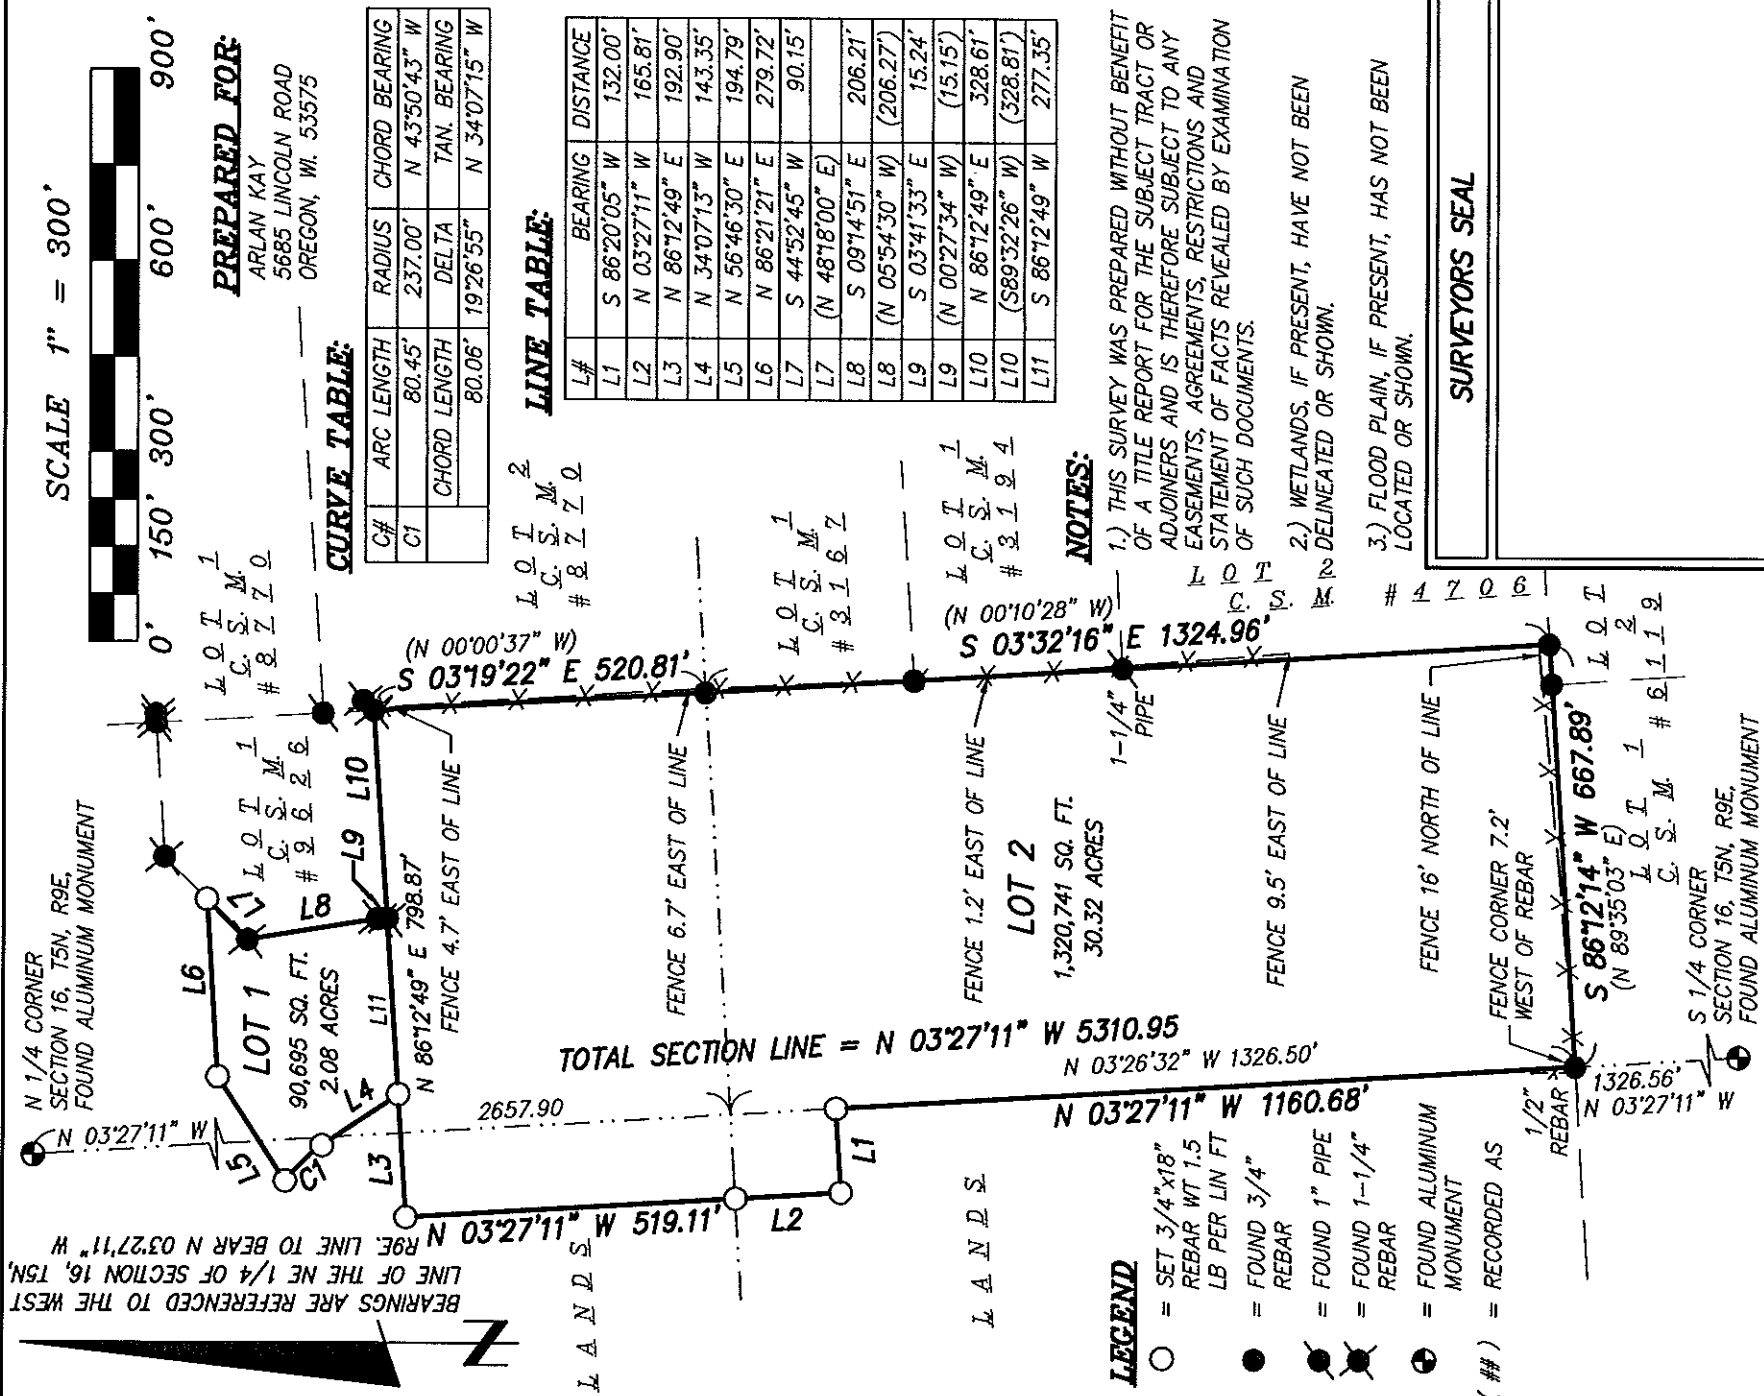 SCALE 1" = 300'
0' 150' 300' 600' 900'
PREPARED FOR:
ARLAN KAY
5685 LINCOLN ROAD
OREGON, WI. 53575
CURVE TABLE:
C# ARC LENGTH RADIUS CHORD BEARING
C1 80.45' 237.00' N 43°50'43" W
CHORD LENGTH DELTA TAN. BEARING
80.06' 19°26'55" N 34°07'15" W
LINE TABLE:
L# BEARING DISTANCE
L1 S 86°20'05" W 132.00'
L2 N 03°27'11" W 165.81'
L3 N 86°12'49" E 192.90'
L4 N 34°07'13" W 143.35'
L5 N 56°46'30" E 194.79'
L6 N 86°21'21" E 279.72'
L7 S 44°52'45" W 90.15'
L7 (N 48°18'00" E)
L8 S 09°14'51" E 206.21'
L8 (N 05°54'30" W) (206.27')
L9 S 03°41'33" E 15.24'
L9 (N 00°27'34" W) (15.15')
L10 N 86°12'49" E 328.61'
L10 (S89°32'26" W) (328.81')
L11 S 86°12'49" W 277.35'
NOTES:
1.) THIS SURVEY WAS PREPARED WITHOUT BENEFIT
OF A TITLE REPORT FOR THE SUBJECT TRACT OR
ADJOINERS AND IS THEREFORE SUBJECT TO ANY
EASEMENTS, AGREEMENTS, RESTRICTIONS AND
STATEMENT OF FACTS REVEALED BY EXAMINATION
OF SUCH DOCUMENTS.
2.) WETLANDS, IF PRESENT, HAVE NOT BEEN
DELINEATED OR SHOWN.
3.) FLOOD PLAIN, IF PRESENT, HAS NOT BEEN
LOCATED OR SHOWN.
SURVEYORS SEAL
N 1/4 CORNER
SECTION 16, T5N, R9E,
FOUND ALUMINUM MONUMENT
N 03°27'11" W
LOT 1
C.S.M.
#8770
LOT 1
C.S.M.
#9626
LOT 2
C.S.M.
#8770
LOT 1
C.S.M.
#3167
LOT 1
C.S.M.
#3194
LOT 2
C.S.M.
#4706
LOT 2
LOT 1
C.S.M. #6119
L6
L7
L8
L9
L10
L11
L5
C1
L4
L3
L2
L1
LOT 1
90,695 SQ. FT.
2.08 ACRES
N 86°12'49" E 798.87'
(N 00°00'37" W)
S 03°19'22" E 520.81'
(N 00°10'28" W)
S 03°32'16" E 1324.96'
FENCE 4.7' EAST OF LINE
FENCE 6.7' EAST OF LINE
FENCE 1.2' EAST OF LINE
1-1/4"
PIPE
FENCE 9.5' EAST OF LINE
FENCE 16' NORTH OF LINE
LOT 2
1,320,741 SQ. FT.
30.32 ACRES
FENCE CORNER 7.2'
WEST OF REBAR
S 86°12'14" W 667.89'
(N 89°35'03" E)
S 1/4 CORNER
SECTION 16, T5N, R9E,
FOUND ALUMINUM MONUMENT
TOTAL SECTION LINE = N 03°27'11" W 5310.95
2657.90
N 03°26'32" W 1326.50'
N 03°27'11" W 1160.68'
1326.56'
N 03°27'11" W
1/2"
REBAR
N 03°27'11" W 519.11'
LANDS
LANDS
BEARINGS ARE REFERENCED TO THE WEST
LINE OF THE NE 1/4 OF SECTION 16, T5N,
R9E. LINE TO BEAR N 03°27'11" W
N
LEGEND
= SET 3/4"x18"
REBAR WT 1.5
LB PER LIN FT
= FOUND 3/4"
REBAR
= FOUND 1" PIPE
= FOUND 1-1/4"
REBAR
= FOUND ALUMINUM
MONUMENT
( ## ) = RECORDED AS